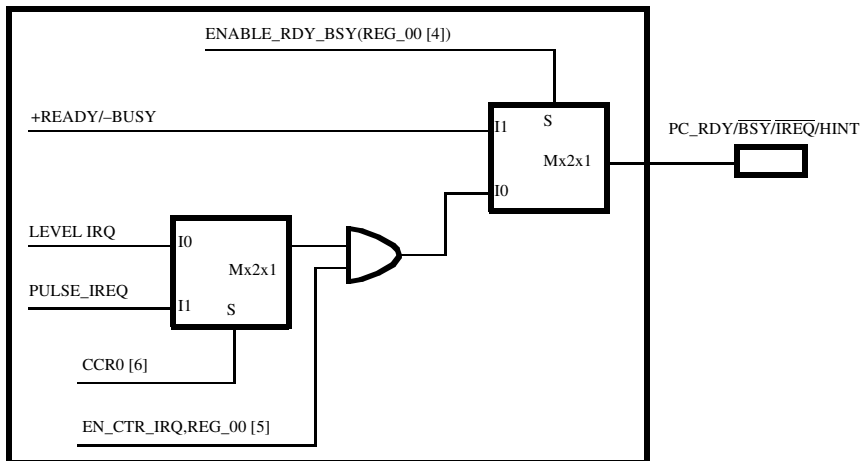 ENABLE_RDY_BSY(REG_00 [4])
+READY/–BUSY
S
I1
Mx2x1
I0
PC_RDY/BSY/IREQ/HINT
LEVEL IRQ
I0
Mx2x1
PULSE_IREQ
I1
S
CCR0 [6]
EN_CTR_IRQ,REG_00 [5]